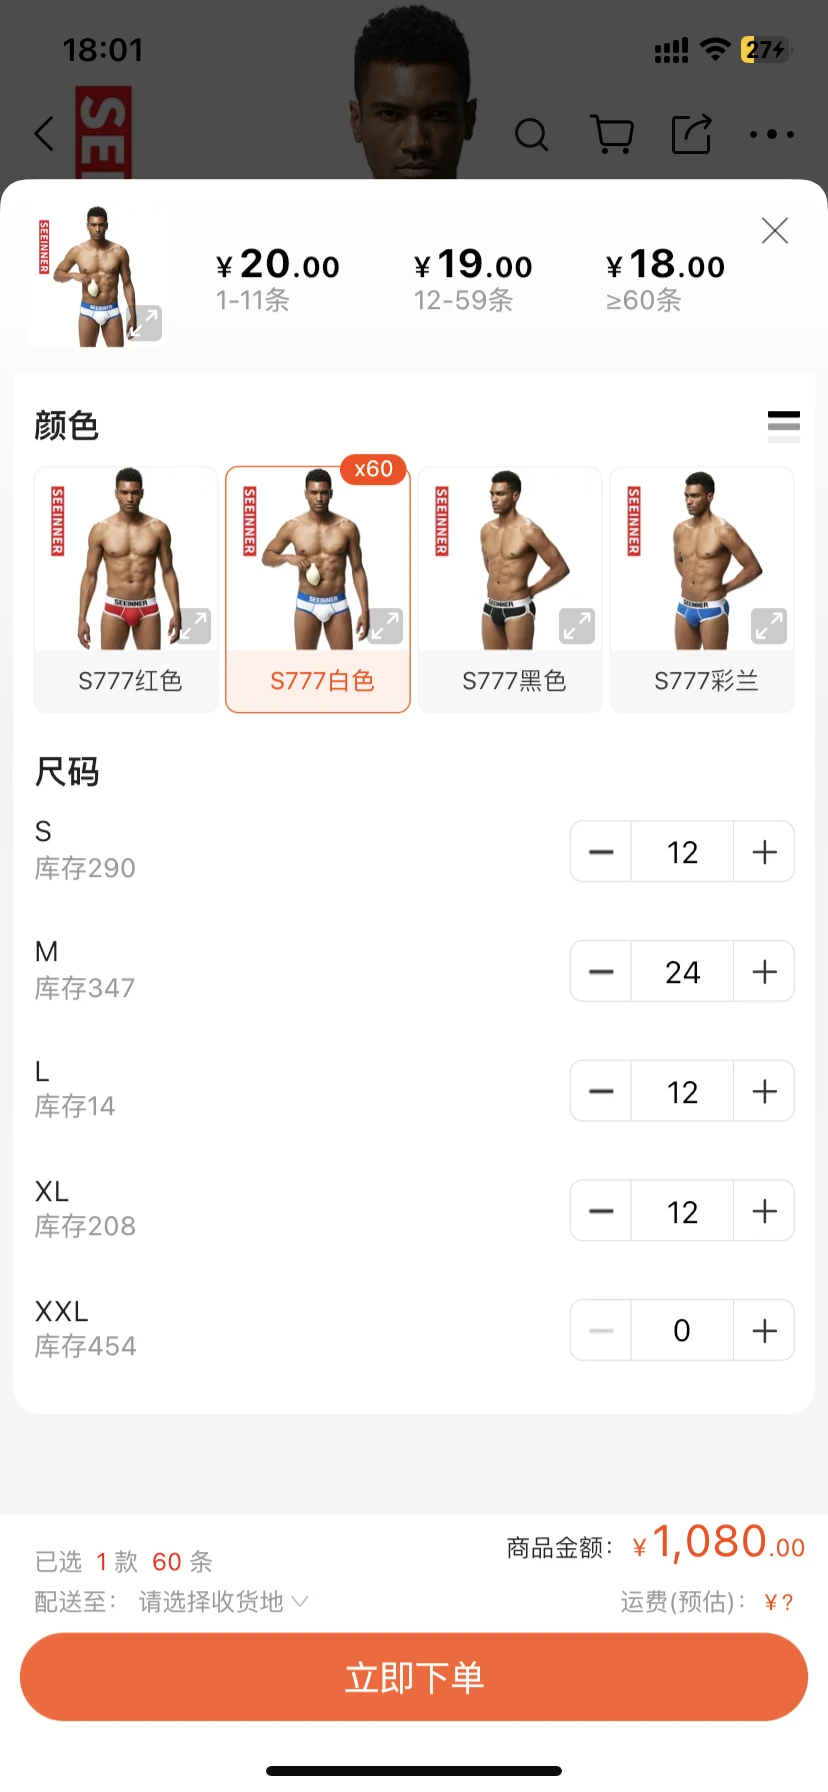 18:01
27
SEE
SEEINNER
¥20.00 ¥19.00 ¥18.00
1-11条 12-59条 ≥60条
SEEINNER
颜色
x60
SEEINNER SEEINNER SEEINNER SEEINNER
SEEINNER SEEINNER SEEINNER SEEINNER
S777红色 S777白色 S777黑色 S777彩兰
尺码
S
库存290
12
M
库存347
24
L
库存14
12
XL
库存208
12
XXL
库存454
0
商品金额： ¥1,080.00
已选 1 款 60 条
配送至： 请选择收货地
运费(预估)： ¥?
立即下单